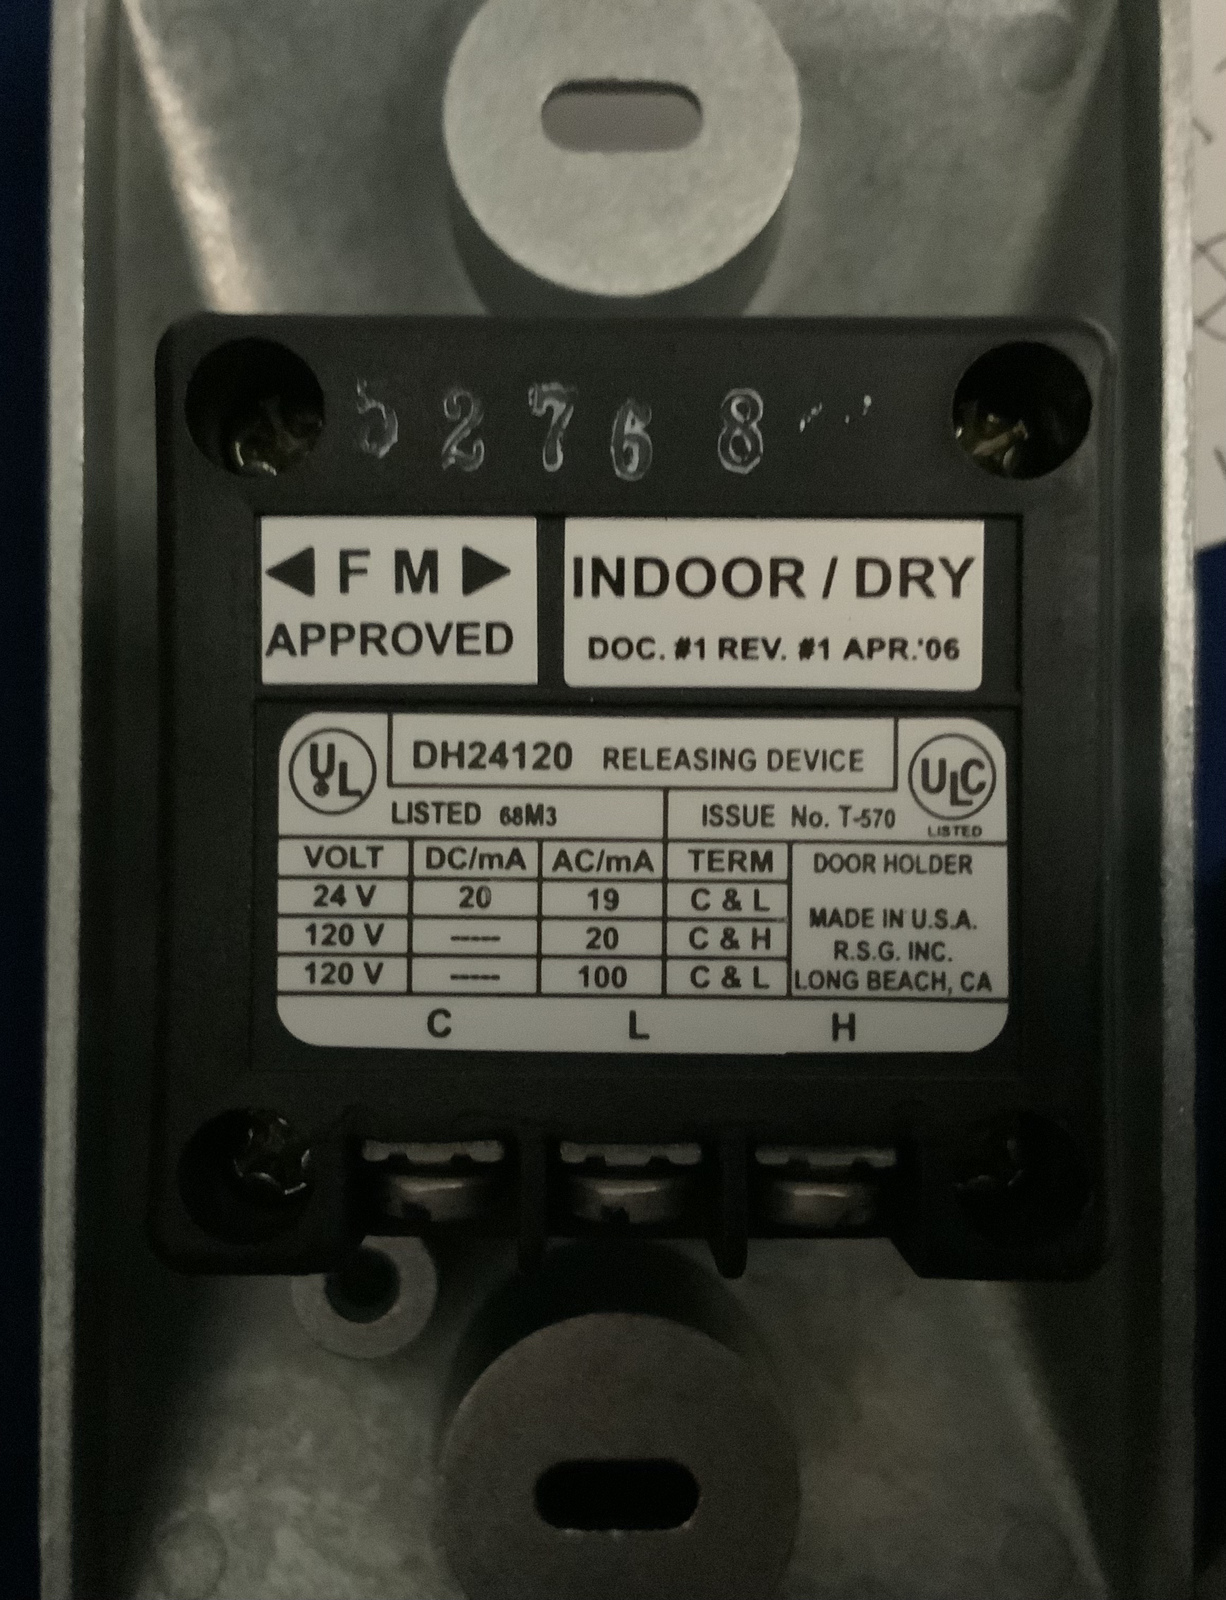 5 2 7 6 8
◀ F M ▶
APPROVED
INDOOR / DRY
DOC. #1 REV. #1 APR.'06
UL
DH24120 RELEASING DEVICE
ULC
LISTED 68M3
ISSUE No. T-570
LISTED
VOLT DC/mA AC/mA TERM
24 V 20 19 C & L
120 V ----- 20 C & H
120 V ----- 100 C & L
DOOR HOLDER
MADE IN U.S.A.
R.S.G. INC.
LONG BEACH, CA
C L H